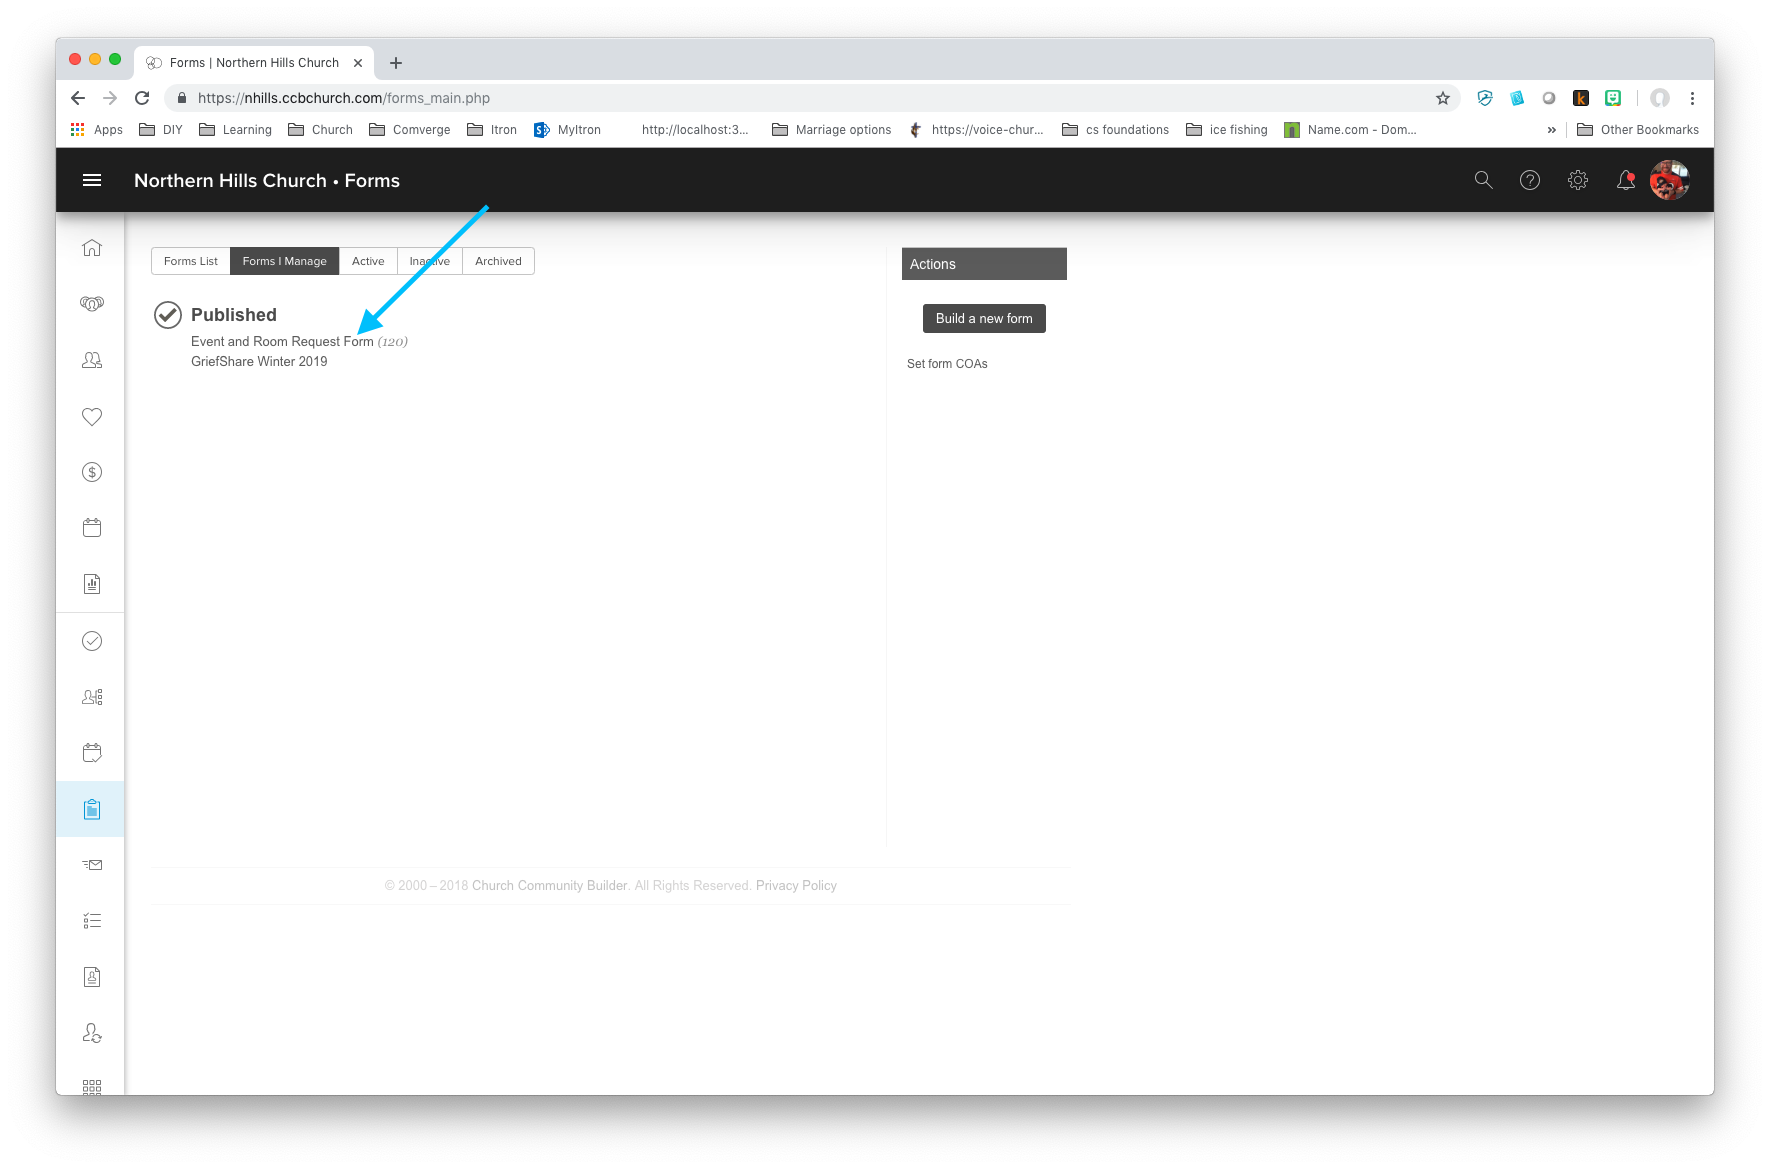 Forms | Northern Hills Church
https://nhills.ccbchurch.com/forms_main.php
Apps DIY Learning Church Comverge Itron MyItron http://localhost:3... Marriage options https://voice-chur... cs foundations ice fishing Name.com - Dom... » Other Bookmarks
Northern Hills Church • Forms
Forms List Forms I Manage Active Inactive Archived
Actions
Published
Build a new form
Event and Room Request Form (120)
GriefShare Winter 2019
Set form COAs
© 2000 – 2018 Church Community Builder. All Rights Reserved. Privacy Policy